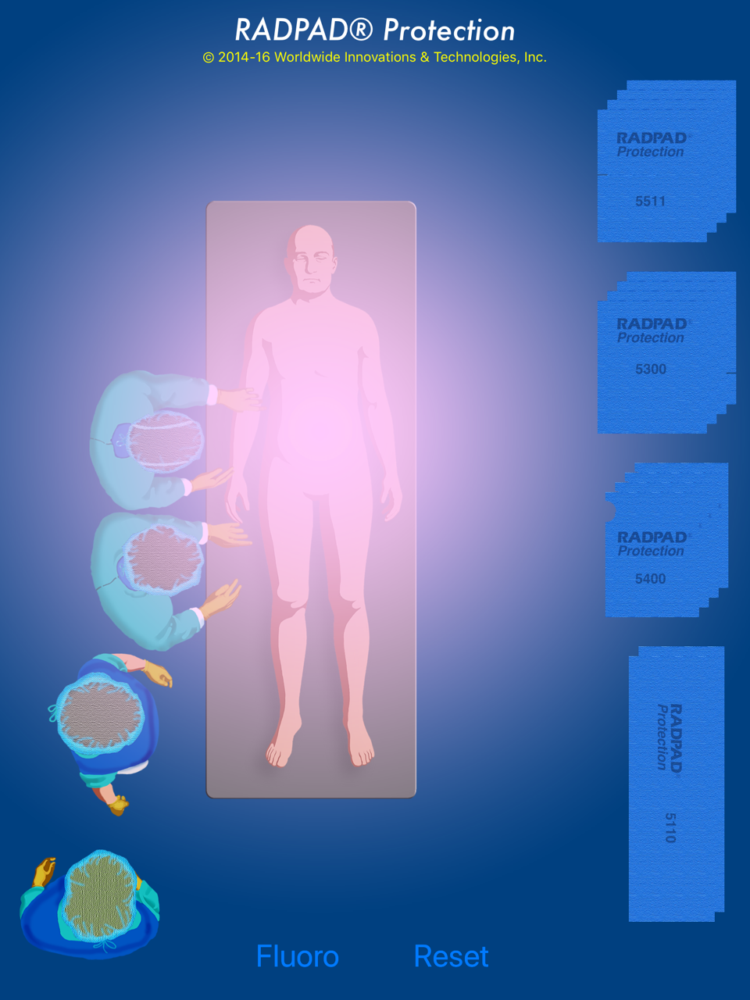 RADPAD® Protection
© 2014-16 Worldwide Innovations & Technologies, Inc.
RADPAD®
Protection
5511
RADPAD®
Protection
5300
RADPAD®
Protection
5400
RADPAD®
Protection
5110
Fluoro
Reset